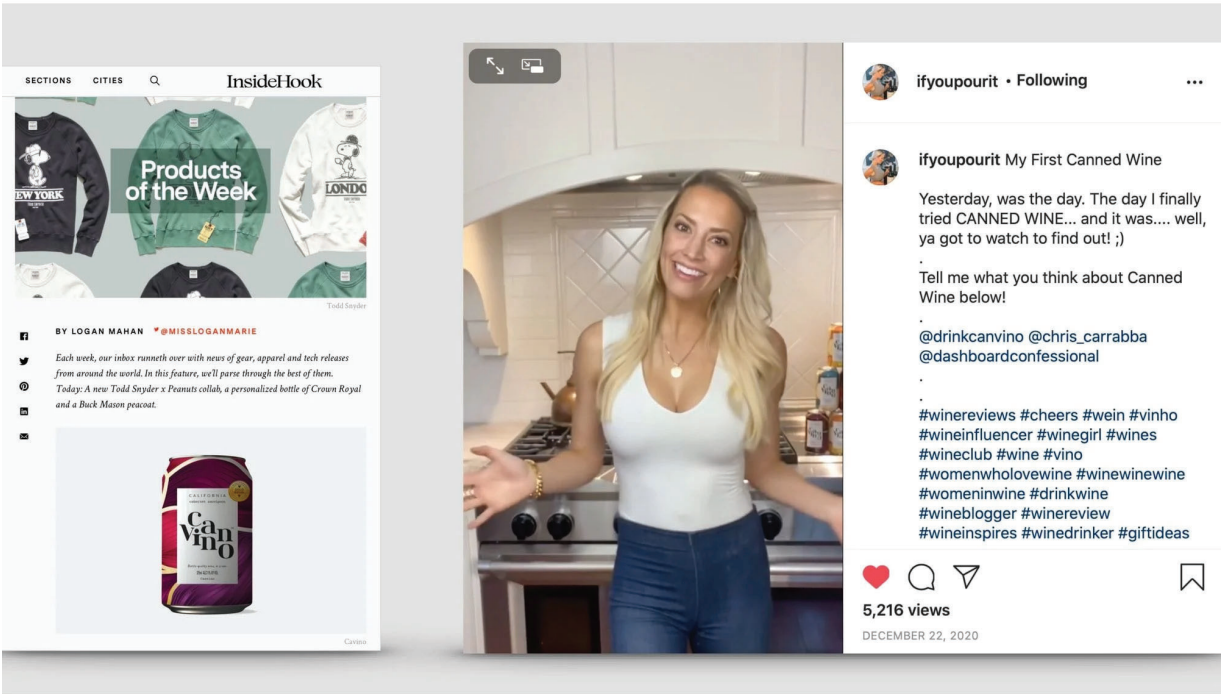 SECTIONS CITIES InsideHook
NEW YORK
LONDO
Products
of the Week
Todd Snyder
BY LOGAN MAHAN @MISSLOGANMARIE
Each week, our inbox runneth over with news of gear, apparel and tech releases
from around the world. In this feature, we'll parse through the best of them.
Today: A new Todd Snyder x Peanuts collab, a personalized bottle of Crown Royal
and a Buck Mason peacoat.
CALIFORNIA
can
vino
Cavino
ifyoupourit • Following
ifyoupourit My First Canned Wine
Yesterday, was the day. The day I finally
tried CANNED WINE... and it was.... well,
ya got to watch to find out! ;)
.
Tell me what you think about Canned
Wine below!
.
@drinkcanvino @chris_carrabba
@dashboardconfessional
.
.
#winereviews #cheers #wein #vinho
#wineinfluencer #winegirl #wines
#wineclub #wine #vino
#womenwholovewine #winewinewine
#womeninwine #drinkwine
#wineblogger #winereview
#wineinspires #winedrinker #giftideas
5,216 views
DECEMBER 22, 2020